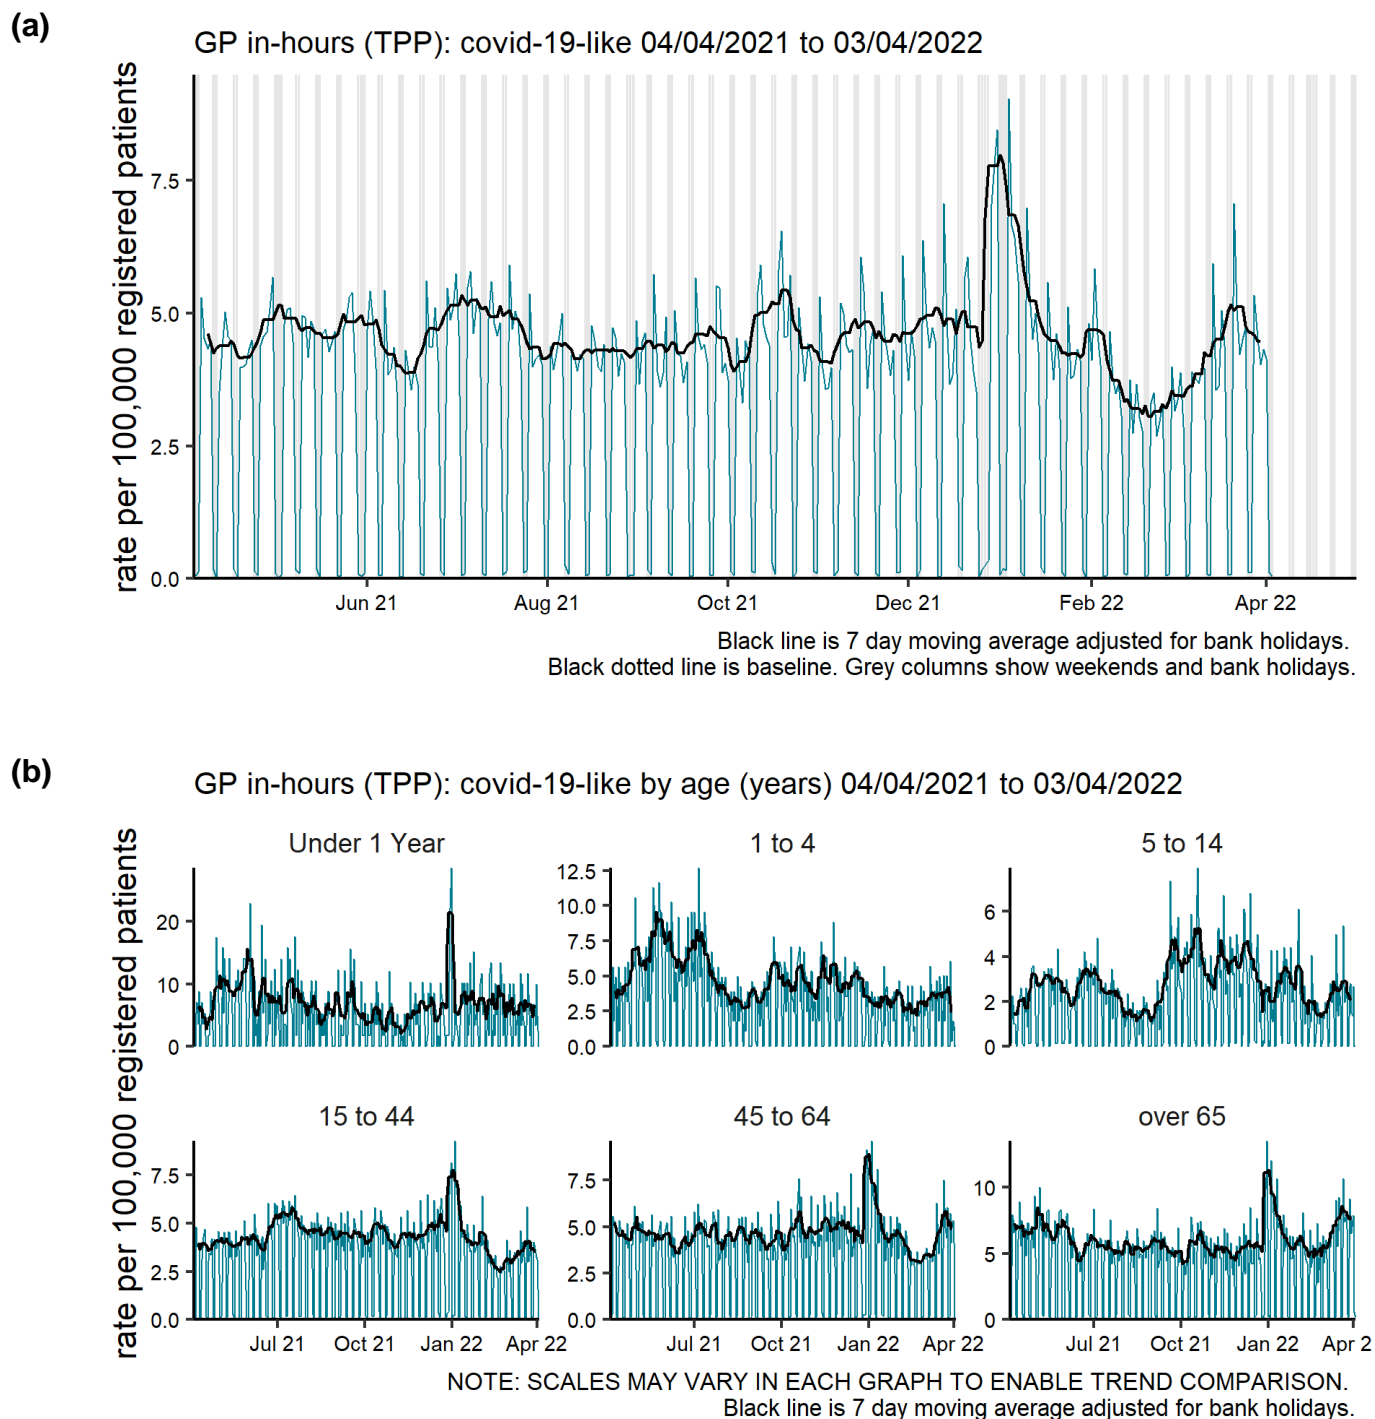 (a)
GP in-hours (TPP): covid-19-like 04/04/2021 to 03/04/2022
rate per 100,000 registered patients
7.5
5.0
2.5
0.0
Jun 21 Aug 21 Oct 21 Dec 21 Feb 22 Apr 22
Black line is 7 day moving average adjusted for bank holidays.
Black dotted line is baseline. Grey columns show weekends and bank holidays.
(b)
GP in-hours (TPP): covid-19-like by age (years) 04/04/2021 to 03/04/2022
rate per 100,000 registered patients
Under 1 Year
20
10
0
1 to 4
12.5
10.0
7.5
5.0
2.5
0.0
5 to 14
6
4
2
0
15 to 44
7.5
5.0
2.5
0.0
Jul 21 Oct 21 Jan 22 Apr 22
45 to 64
7.5
5.0
2.5
0.0
Jul 21 Oct 21 Jan 22 Apr 22
over 65
10
5
0
Jul 21 Oct 21 Jan 22 Apr 2
NOTE: SCALES MAY VARY IN EACH GRAPH TO ENABLE TREND COMPARISON.
Black line is 7 day moving average adjusted for bank holidays.